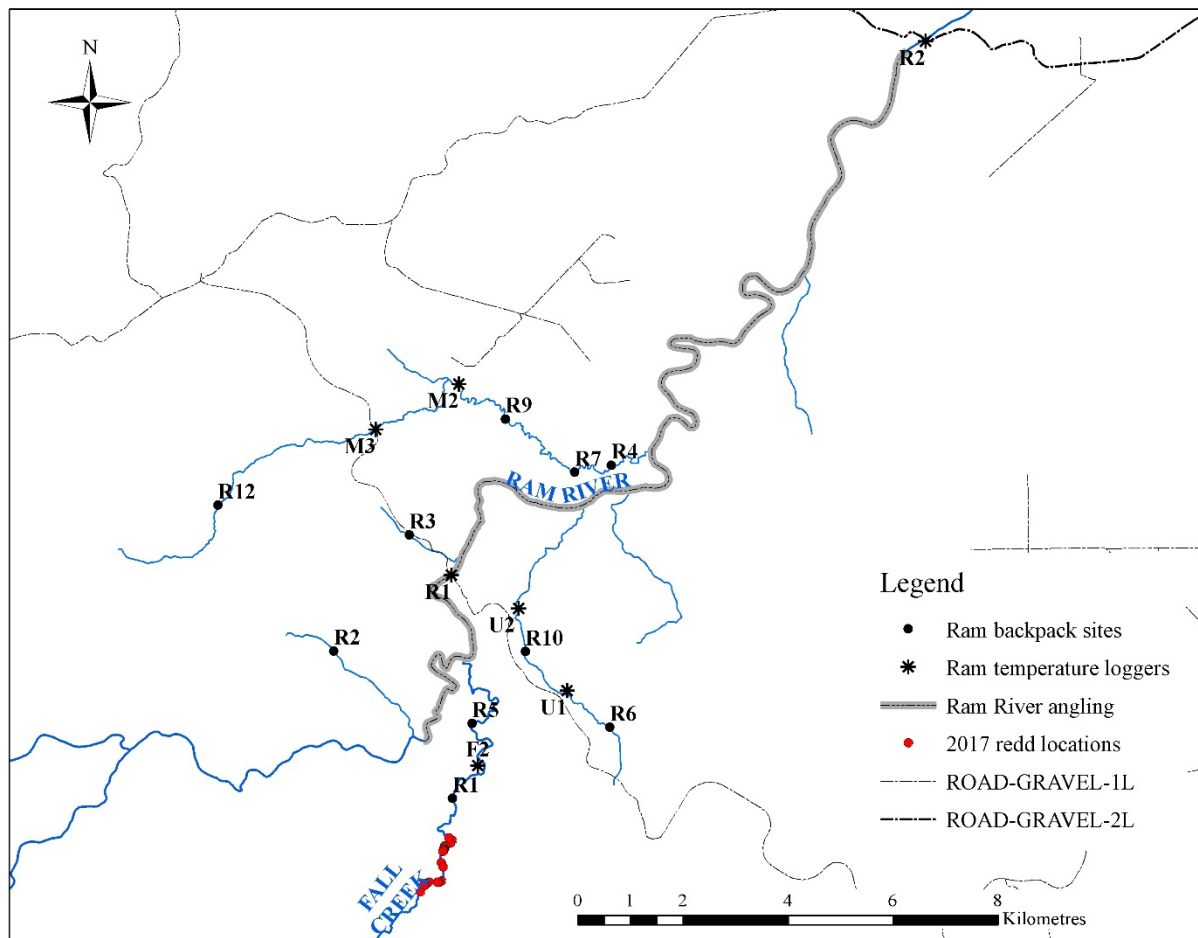 N
R2
M2
R9
M3
R7
R4
RAM RIVER
R12
R3
R1
U2
R2
R10
U1
R6
R5
F2
R1
FALL
CREEK
Legend
Ram backpack sites
Ram temperature loggers
Ram River angling
2017 redd locations
ROAD-GRAVEL-1L
ROAD-GRAVEL-2L
0 1 2 4 6 8
Kilometres